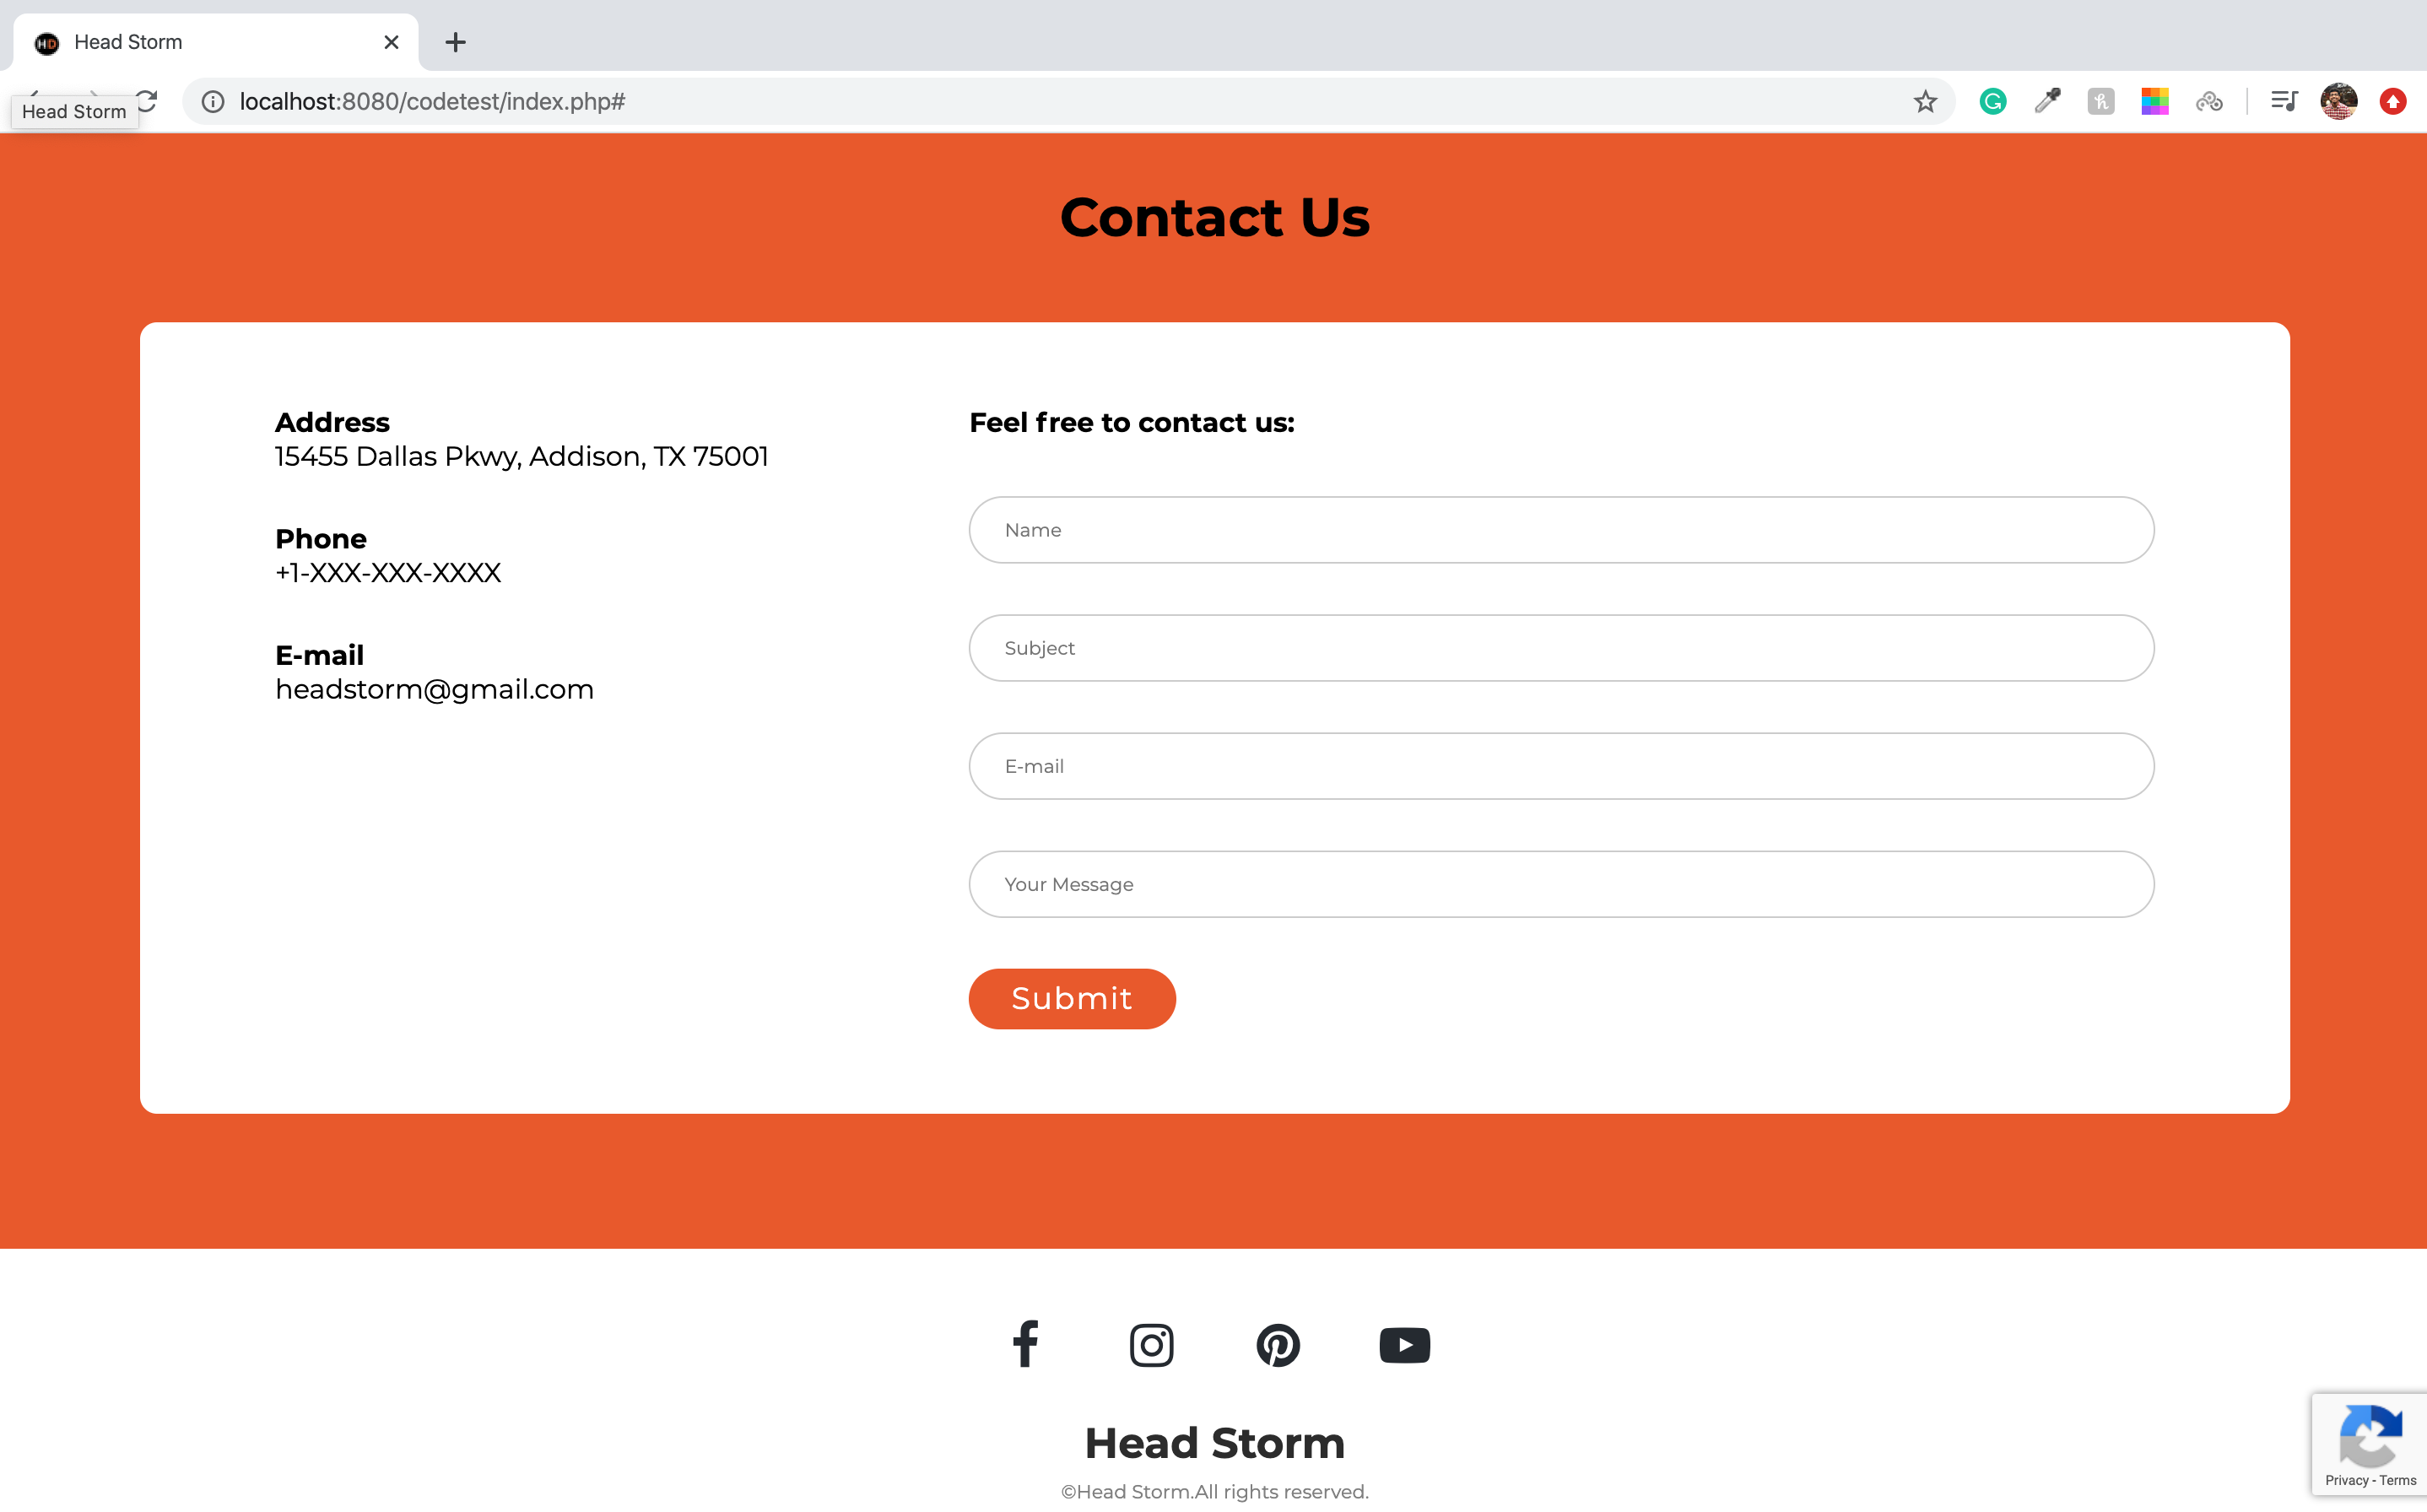 HD Head Storm
Head Storm
localhost:8080/codetest/index.php#
Contact Us
Address
15455 Dallas Pkwy, Addison, TX 75001
Phone
+1-XXX-XXX-XXXX
E-mail
headstorm@gmail.com
Feel free to contact us:
Name
Subject
E-mail
Your Message
Submit
Head Storm
©Head Storm.All rights reserved.
Privacy - Terms